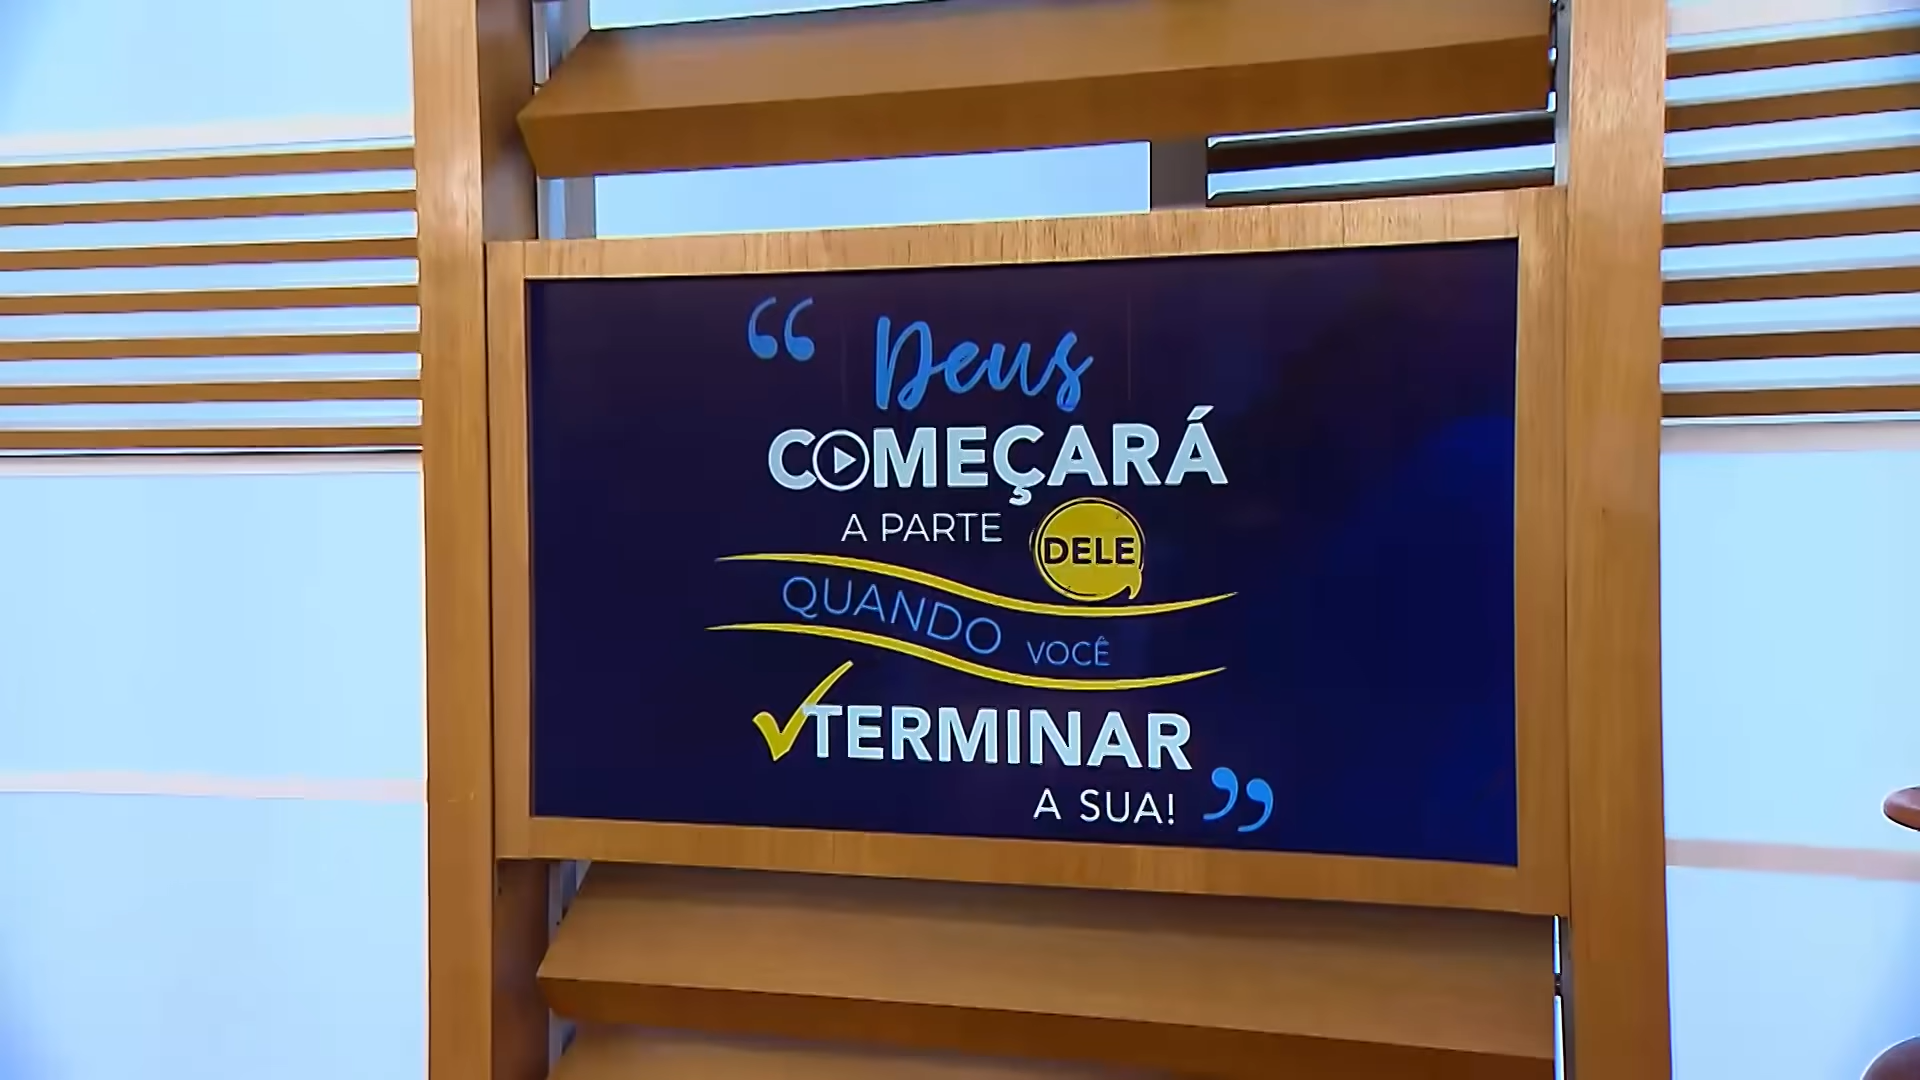 “Deus
COMEÇARÁ
A PARTE DELE
QUANDO VOCÊ
TERMINAR
A SUA!”